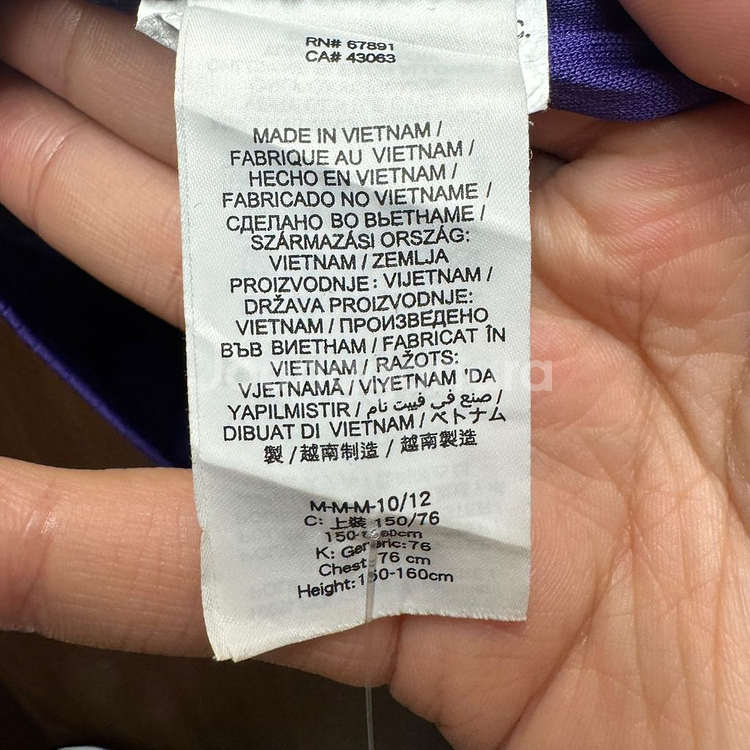 RN# 67891
CA# 43063
MADE IN VIETNAM /
FABRIQUE AU VIETNAM /
HECHO EN VIETNAM /
FABRICADO NO VIETNAME /
СДЕЛАНО ВО ВЬЕТНАМЕ /
SZÁRMAZÁSI ORSZÁG:
VIETNAM / ZEMLJA
PROIZVODNJE: VIJETNAM /
DRŽAVA PROIZVODNJE:
VIETNAM / ПРОИЗВЕДЕНО
ВЪВ ВИЕТНАМ / FABRICAT ÎN
VIETNAM / RAŽOTS:
VJETNAMĀ / VİYETNAM 'DA
YAPILMISTIR / صنع في فييت نام /
DIBUAT DI VIETNAM / ベトナム
製 / 越南制造 / 越南製造
M-M-M-10/12
C: 上裝 150/76
K: Generic:76
Chest: 76 cm
Height:150-160cm